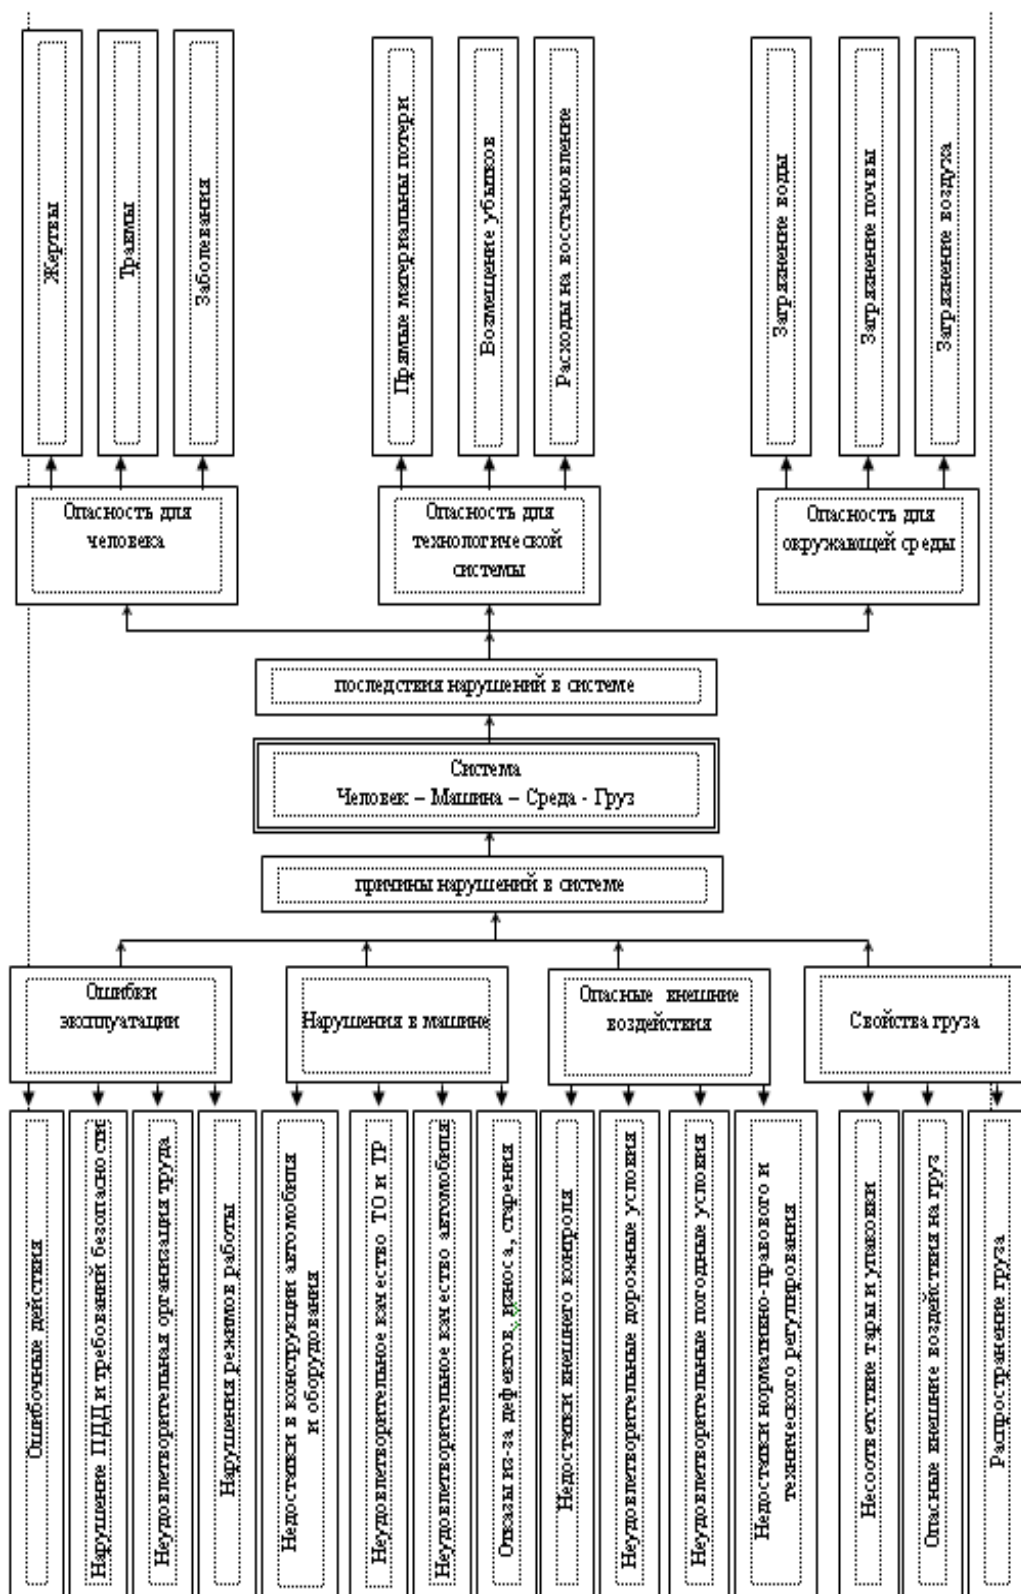 Жертвы
Травмы
Заболевания
Прямые материальны потери
Возмещение убытков
Расходы на восстановление
Загрязнение воды
Загрязнение почвы
Загрязнение воздуха
Опасность для
человека
Опасность для
технологической
системы
Опасность для
окружающей среды
последствия нарушений в системе
Система
Человек – Машина – Среда - Груз
причины нарушений в системе
Ошибки
эксплуатации
Нарушения в машине
Опасные внешние
воздействия
Свойства груза
Ошибочные действия
Нарушение ПДД и требований безопасности
Неудовлетворительная организация труда
Нарушения режимов работы
Недостатки в конструкции автомобиля
и оборудования
Неудовлетворительное качество ТО и ТР
Неудовлетворительное качество автомобиля
Отказы из-за дефектов, износа, старения
Недостатки внешнего контроля
Неудовлетворительные дорожные условия
Неудовлетворительные погодные условия
Недостатки нормативно-правового и
технического регулирования
Несоответствие тары и упаковки
Опасные внешние воздействия на груз
Распространение груза